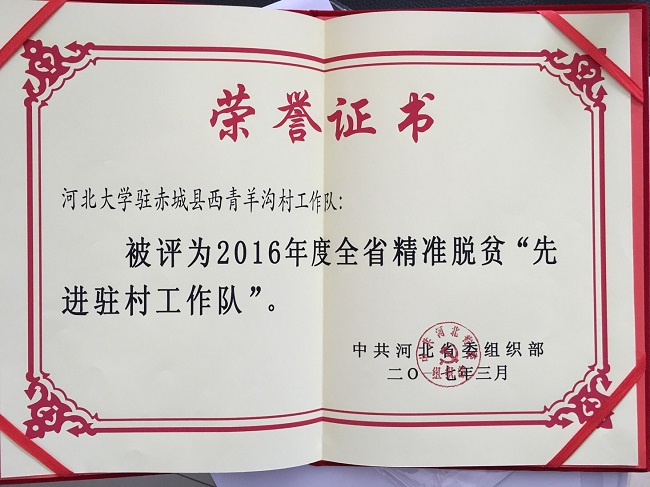 荣誉证书
河北大学驻赤城县西青羊沟村工作队:
被评为2016年度全省精准脱贫“先
进驻村工作队”。
中共河北省委组织部
二〇一七年三月